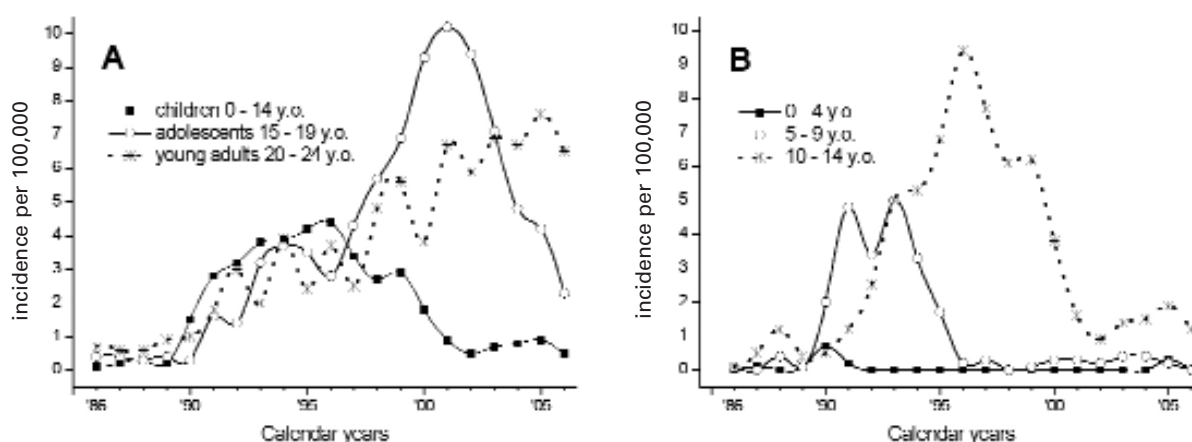 A
children 0 - 14 y.o.
adolescents 15 - 19 y.o.
young adults 20 - 24 y.o.
incidence per 100,000
10
9
8
7
6
5
4
3
2
1
0
'86
'90
'95
'00
'05
Calendar years
B
0 4 y.o
5 - 9 y.o.
10 - 14 y.o.
incidence per 100,000
10
9
8
7
6
5
4
3
2
1
0
'86
'90
'95
'00
'05
Calendar years